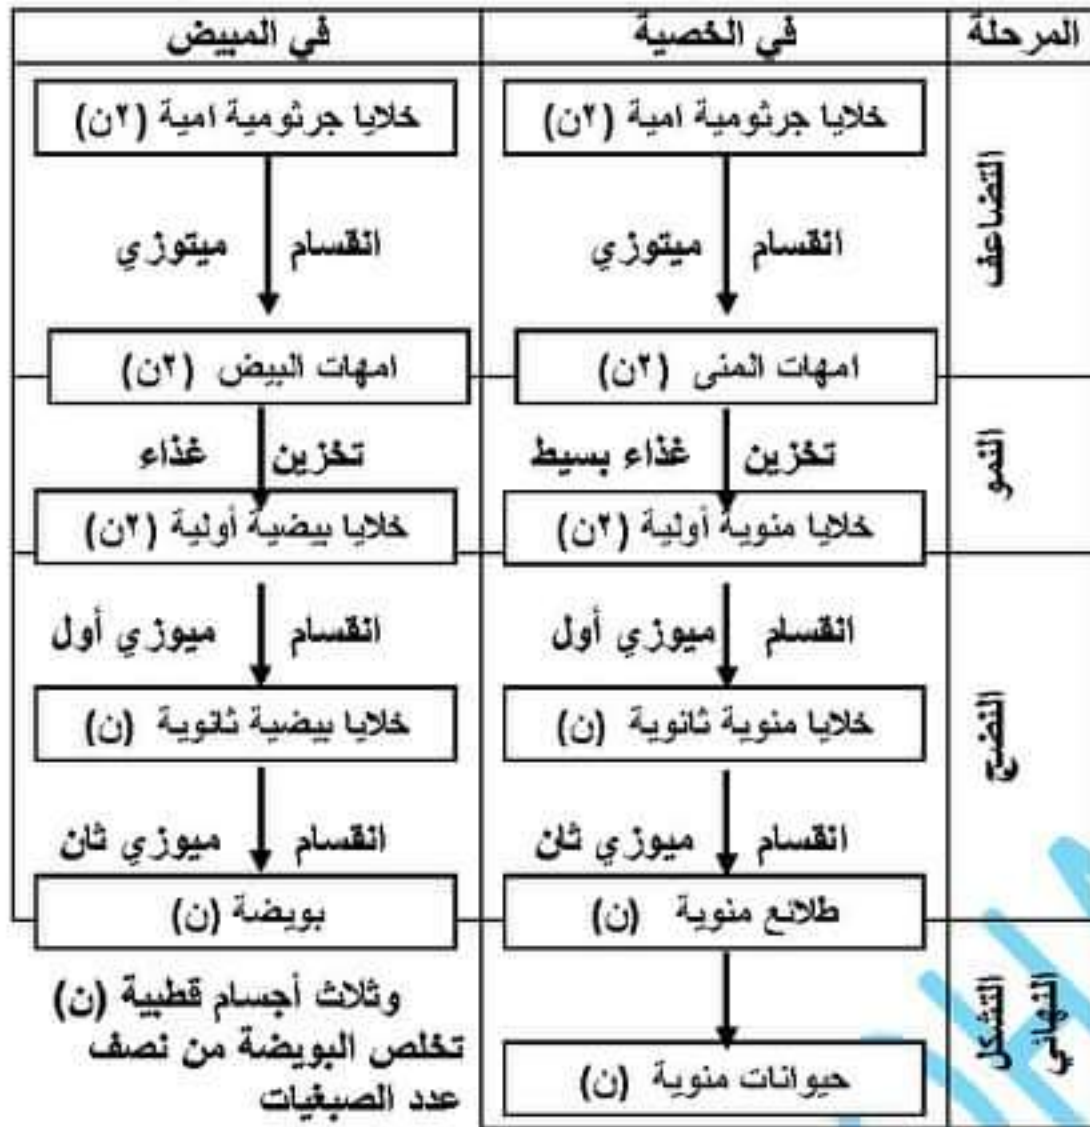 المرحلة في الخصية في المبيض
التضاعف
خلايا جرثومية امية (٢ن) خلايا جرثومية امية (٢ن)
انقسام ميتوزي انقسام ميتوزي
امهات المنى (٢ن) امهات البيض (٢ن)
النمو
تخزين غذاء بسيط تخزين غذاء
خلايا منوية أولية (٢ن) خلايا بيضية أولية (٢ن)
النضج
انقسام ميوزي أول انقسام ميوزي أول
خلايا منوية ثانوية (ن) خلايا بيضية ثانوية (ن)
انقسام ميوزي ثان انقسام ميوزي ثان
طلائع منوية (ن) بويضة (ن)
التشكل
النهائي
حيوانات منوية (ن)
وثلاث أجسام قطبية (ن)
تخلص البويضة من نصف
عدد الصبغيات